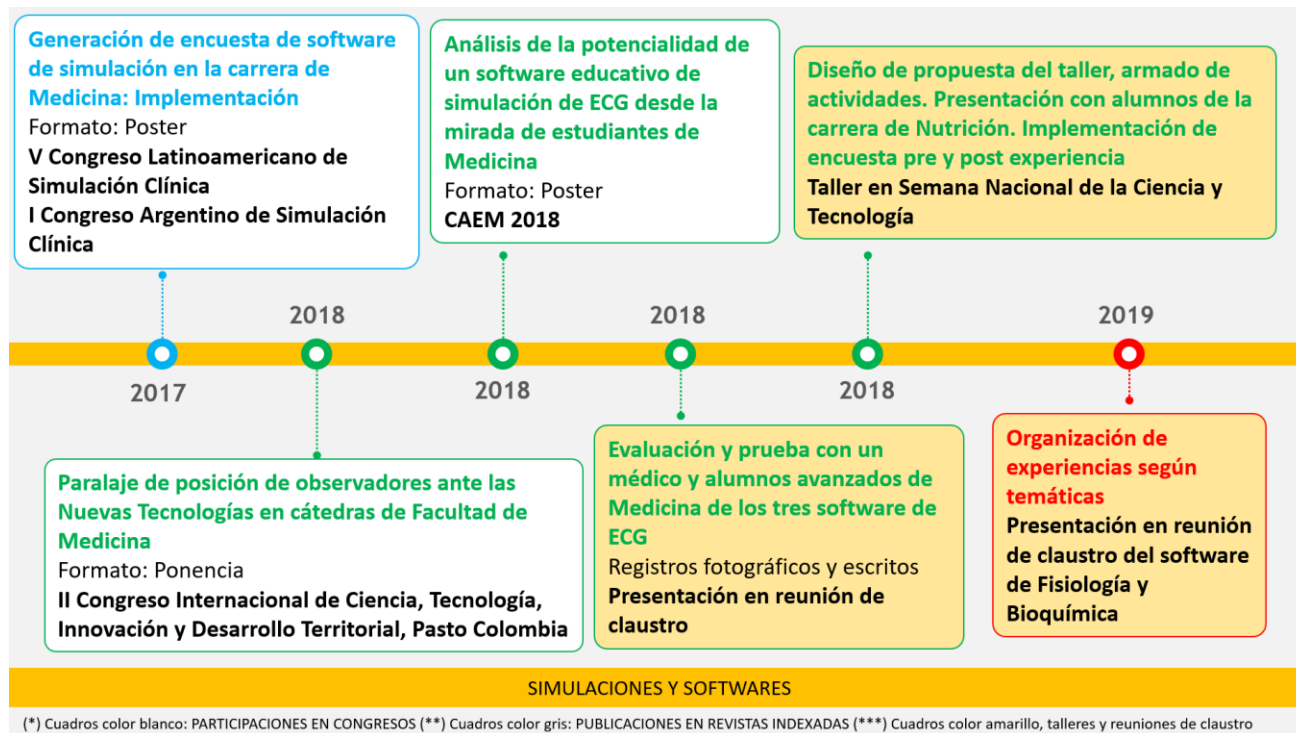 Generación de encuesta de software
de simulación en la carrera de
Medicina: Implementación
Formato: Poster
V Congreso Latinoamericano de
Simulación Clínica
I Congreso Argentino de Simulación
Clínica
Análisis de la potencialidad de
un software educativo de
simulación de ECG desde la
mirada de estudiantes de
Medicina
Formato: Poster
CAEM 2018
Diseño de propuesta del taller, armado de
actividades. Presentación con alumnos de la
carrera de Nutrición. Implementación de
encuesta pre y post experiencia
Taller en Semana Nacional de la Ciencia y
Tecnología
2018
2018
2019
2017
2018
2018
Paralaje de posición de observadores ante las
Nuevas Tecnologías en cátedras de Facultad de
Medicina
Formato: Ponencia
II Congreso Internacional de Ciencia, Tecnología,
Innovación y Desarrollo Territorial, Pasto Colombia
Evaluación y prueba con un
médico y alumnos avanzados de
Medicina de los tres software de
ECG
Registros fotográficos y escritos
Presentación en reunión de
claustro
Organización de
experiencias según
temáticas
Presentación en reunión
de claustro del software
de Fisiología y
Bioquímica
SIMULACIONES Y SOFTWARES
(*) Cuadros color blanco: PARTICIPACIONES EN CONGRESOS (**) Cuadros color gris: PUBLICACIONES EN REVISTAS INDEXADAS (***) Cuadros color amarillo, talleres y reuniones de claustro